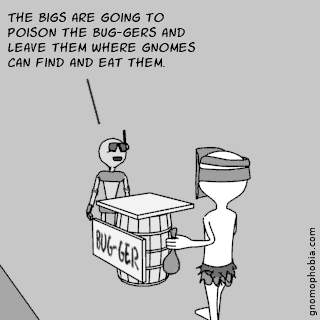 THE BIGS ARE GOING TO
POISON THE BUG-GERS AND
LEAVE THEM WHERE GNOMES
CAN FIND AND EAT THEM.
BUG-GER
gnomophobia.com